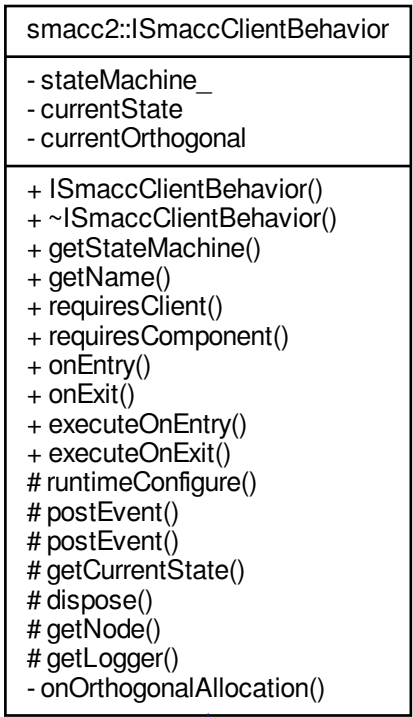 smacc2::ISmaccClientBehavior
- stateMachine_
- currentState
- currentOrthogonal
+ ISmaccClientBehavior()
+ ~ISmaccClientBehavior()
+ getStateMachine()
+ getName()
+ requiresClient()
+ requiresComponent()
+ onEntry()
+ onExit()
+ executeOnEntry()
+ executeOnExit()
# runtimeConfigure()
# postEvent()
# postEvent()
# getCurrentState()
# dispose()
# getNode()
# getLogger()
- onOrthogonalAllocation()